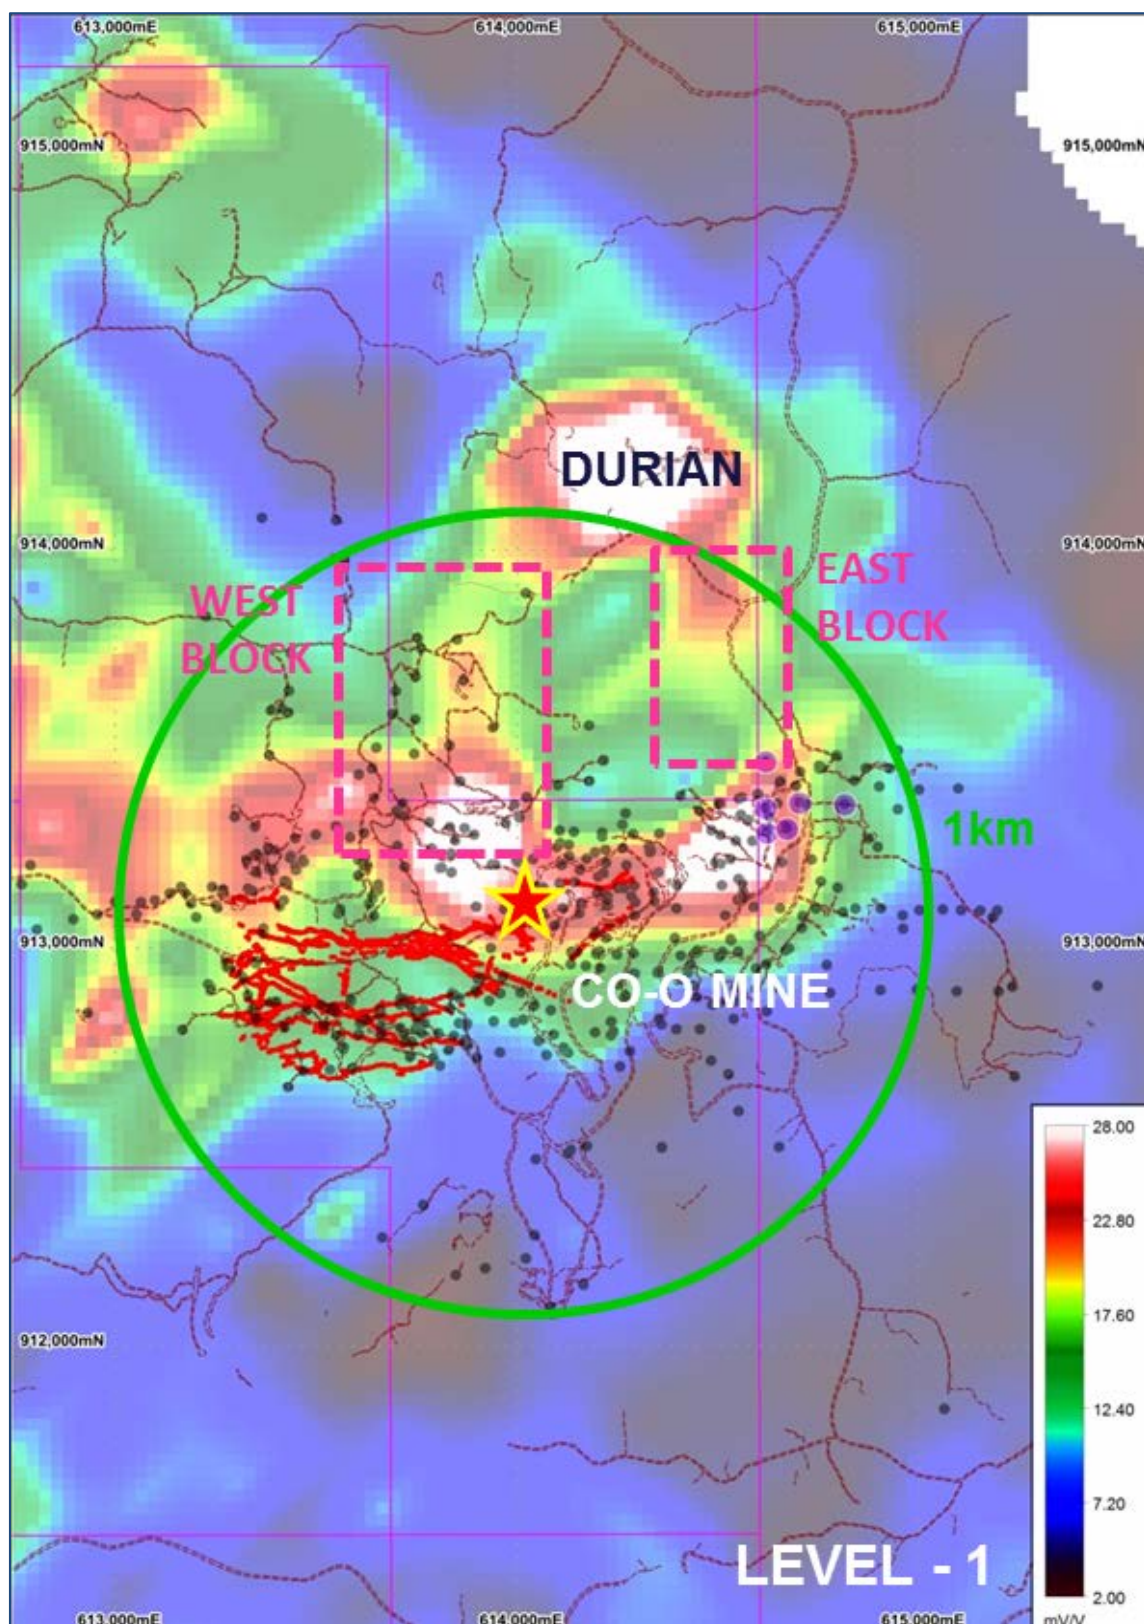 613,000mE 614,000mE 615,000mE
915,000mN 915,000mN
DURIAN
914,000mN 914,000mN
WEST
BLOCK
EAST
BLOCK
1km
913,000mN 913,000mN
CO-O MINE
28.00
22.80
17.60
12.40
7.20
2.00
mV/V
912,000mN
LEVEL - 1
613,000mE 614,000mE 615,000mE